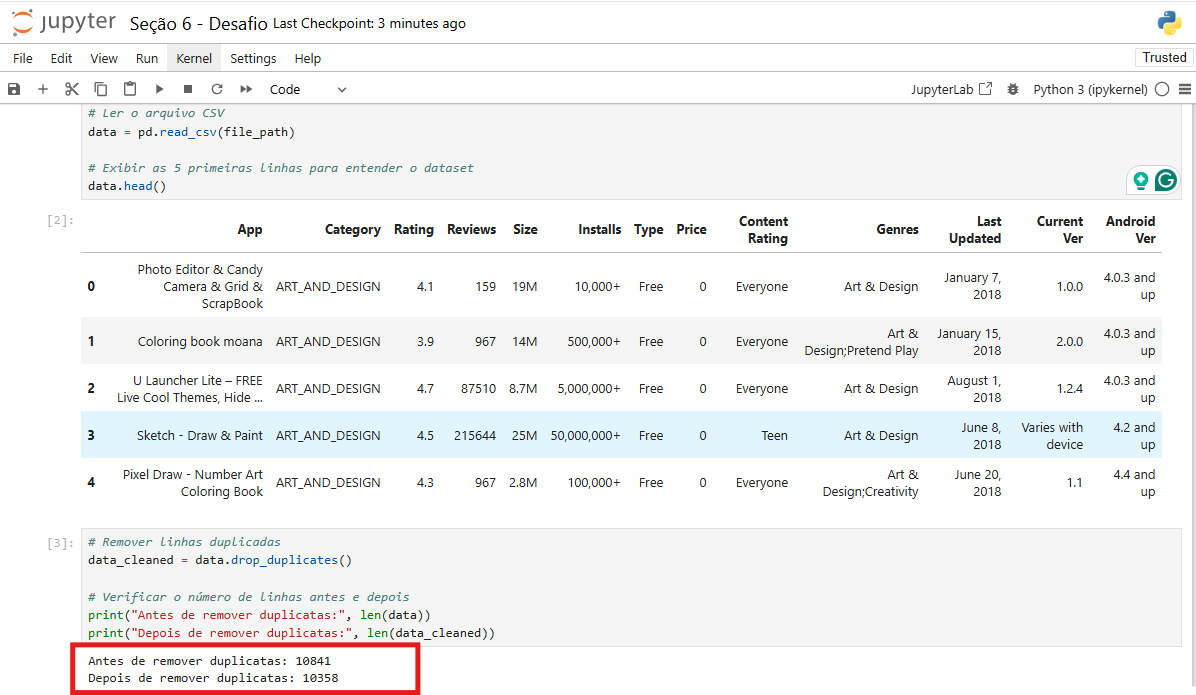 jupyter Seção 6 - Desafio Last Checkpoint: 3 minutes ago
File Edit View Run Kernel Settings Help Trusted
Code JupyterLab Python 3 (ipykernel)
# Ler o arquivo CSV
data = pd.read_csv(file_path)
# Exibir as 5 primeiras linhas para entender o dataset
data.head()
[2]:
App Category Rating Reviews Size Installs Type Price Content Rating Genres Last Updated Current Ver Android Ver
0 Photo Editor & Candy Camera & Grid & ScrapBook ART_AND_DESIGN 4.1 159 19M 10,000+ Free 0 Everyone Art & Design January 7, 2018 1.0.0 4.0.3 and up
1 Coloring book moana ART_AND_DESIGN 3.9 967 14M 500,000+ Free 0 Everyone Art & Design;Pretend Play January 15, 2018 2.0.0 4.0.3 and up
2 U Launcher Lite – FREE Live Cool Themes, Hide ... ART_AND_DESIGN 4.7 87510 8.7M 5,000,000+ Free 0 Everyone Art & Design August 1, 2018 1.2.4 4.0.3 and up
3 Sketch - Draw & Paint ART_AND_DESIGN 4.5 215644 25M 50,000,000+ Free 0 Teen Art & Design June 8, 2018 Varies with device 4.2 and up
4 Pixel Draw - Number Art Coloring Book ART_AND_DESIGN 4.3 967 2.8M 100,000+ Free 0 Everyone Art & Design;Creativity June 20, 2018 1.1 4.4 and up
[3]:
# Remover linhas duplicadas
data_cleaned = data.drop_duplicates()
# Verificar o número de linhas antes e depois
print("Antes de remover duplicatas:", len(data))
print("Depois de remover duplicatas:", len(data_cleaned))
Antes de remover duplicatas: 10841
Depois de remover duplicatas: 10358